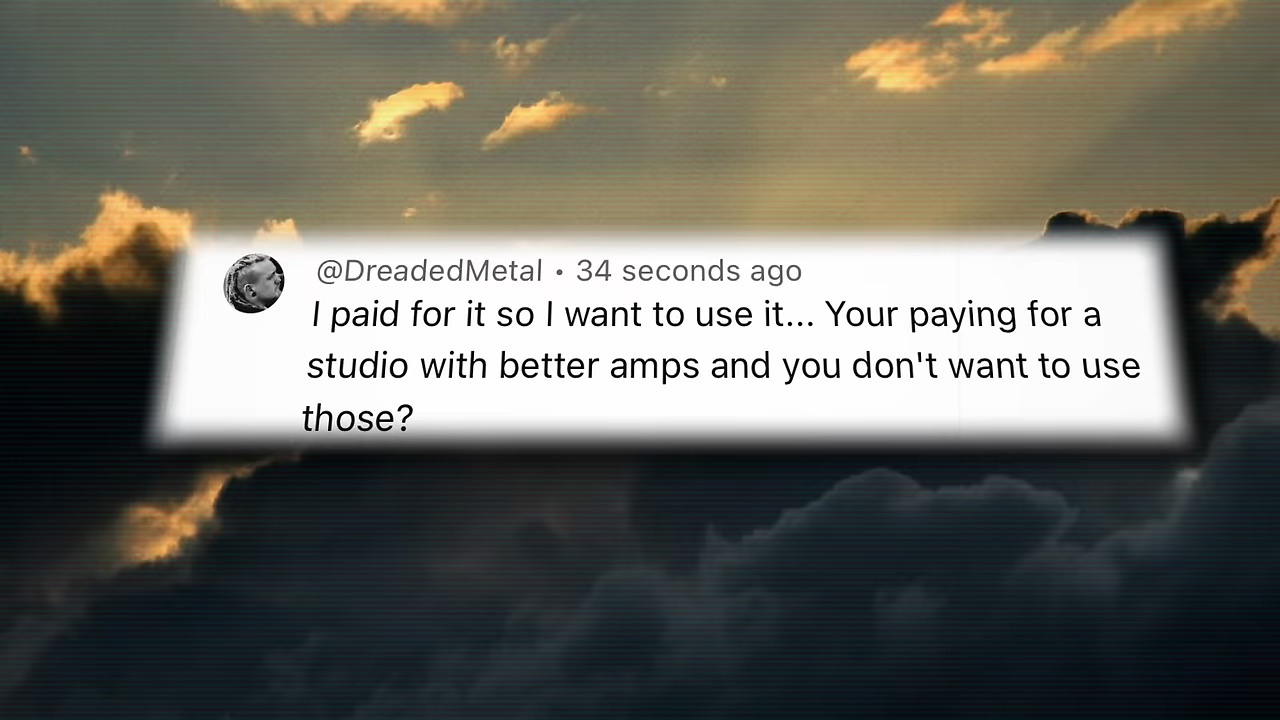 @DreadedMetal • 34 seconds ago
I paid for it so I want to use it... Your paying for a
studio with better amps and you don't want to use
those?